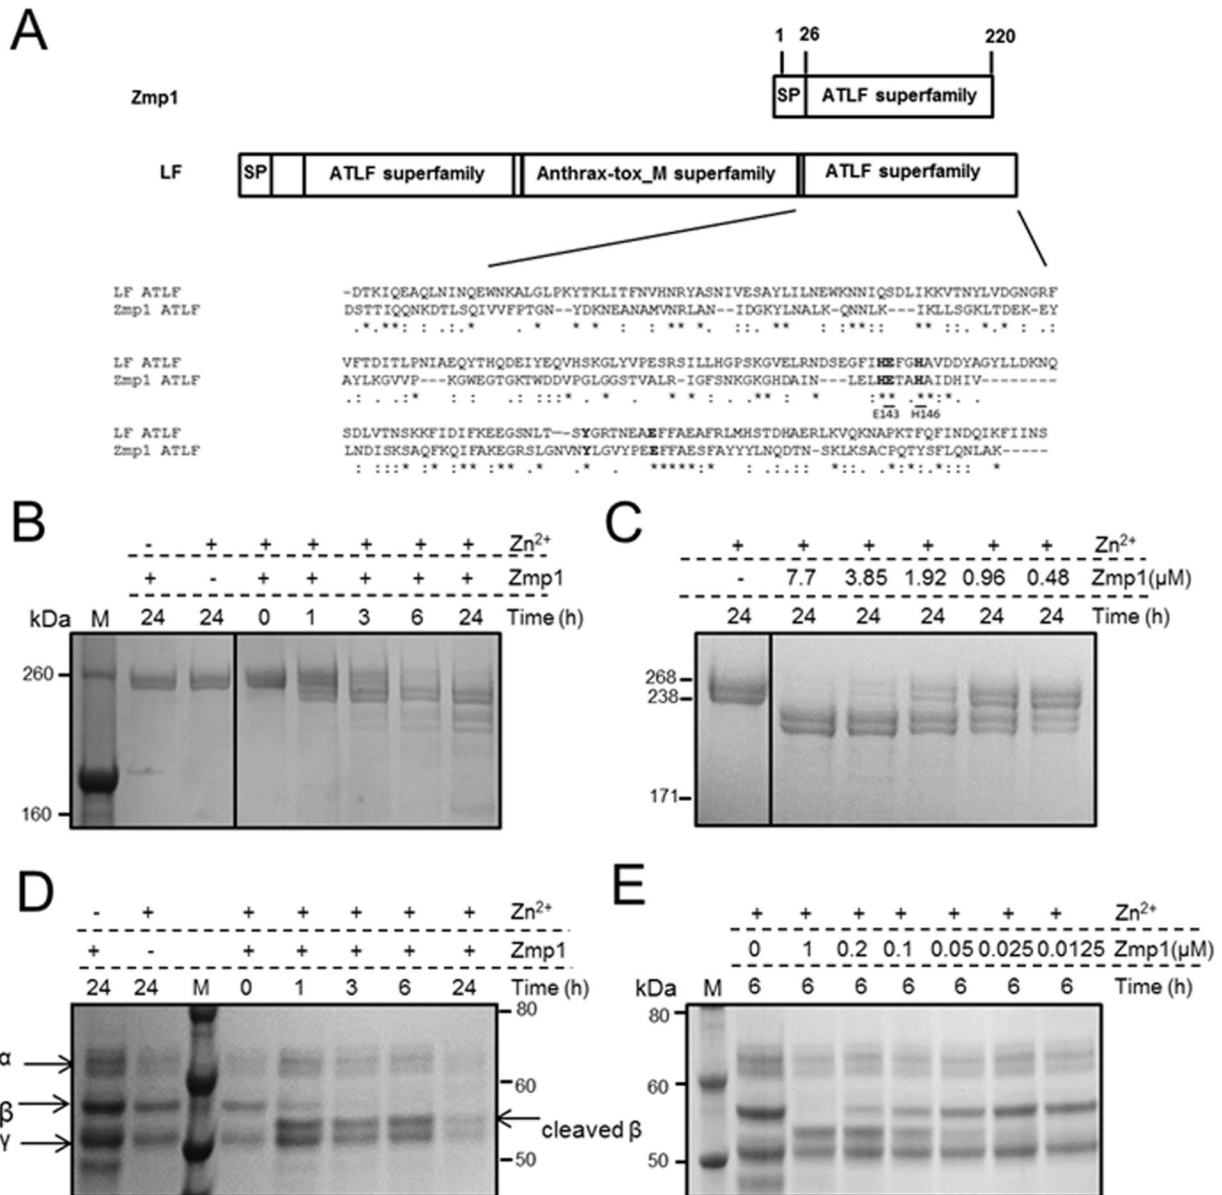 A
1 26 220
Zmp1 SP ATLF superfamily
LF SP ATLF superfamily Anthrax-tox_M superfamily ATLF superfamily
LF ATLF -DTKIQEAQLNINQEWNKALGLPKYTKLITFNVHNRYASNIVESAYLILNEWKNNIQSDLIKKVTNYLVDGNGRF
Zmp1 ATLF DSTTIQQNKDTLSQIVVFPTGN--YDKNEANAMVNRLAN--IDGKYLNALK-QNNLK---IKLLSGKLTDEK-EY
LF ATLF VFTDITLPNIAEQYTHQDEIYEQVHSKGLYVPESRSILLHGPSKGVELRNDSEGFIHEFGHAVDDYAGYLLDKNQ
Zmp1 ATLF AYLKGVVP---KGWEGTGKTWDDVPGLGGSTVALR-IGFSNKGKGHDAIN---LELHETAHAIDHIV--------
E143 H146
LF ATLF SDLVTNSKKFIDIFKEEGSNLT--SYGRTNEAEFFAEAFRLMHSTDHAERLKVQKNAPKTFQFINDQIKFIINS
Zmp1 ATLF LNDISKSAQFKQIFAKEGRSLGNVNYLGVYPEEFFAESFAYYYLNQDTN-SKLKSACPQTYSFLQNLAK-----
B
- + + + + + + Zn2+
+ - + + + + + Zmp1
kDa M 24 24 0 1 3 6 24 Time (h)
260
160
C
+ + + + + + Zn2+
- 7.7 3.85 1.92 0.96 0.48 Zmp1(µM)
24 24 24 24 24 24 Time (h)
268
238
171
D
- + + + + + + Zn2+
+ - + + + + + Zmp1
24 24 M 0 1 3 6 24 Time (h)
80
α
60
β
cleaved β
γ
50
E
+ + + + + + + Zn2+
0 1 0.2 0.1 0.05 0.025 0.0125 Zmp1(µM)
kDa M 6 6 6 6 6 6 6 Time (h)
80
60
50